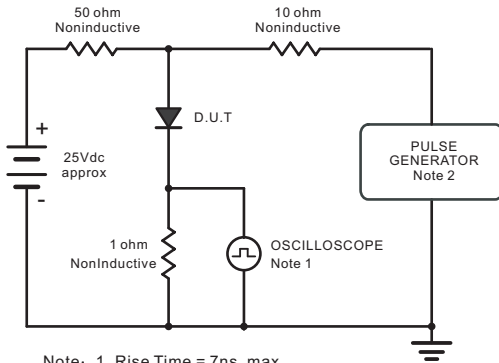 50 ohm
Noninductive
10 ohm
Noninductive
D.U.T
+
25Vdc
approx
-
PULSE
GENERATOR
Note 2
1 ohm
NonInductive
OSCILLOSCOPE
Note 1
Note: 1. Rise Time = 7ns, max.